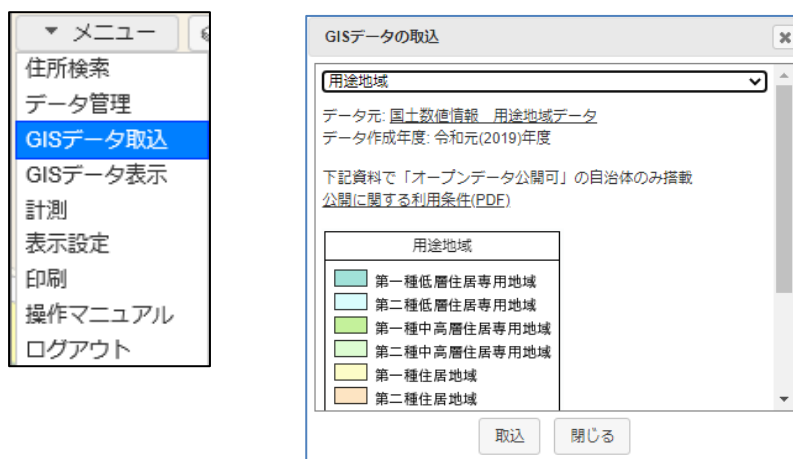 ▼ メニュー
住所検索
データ管理
GISデータ取込
GISデータ表示
計測
表示設定
印刷
操作マニュアル
ログアウト
GISデータの取込
用途地域
データ元: 国土数値情報　用途地域データ
データ作成年度: 令和元(2019)年度
下記資料で「オープンデータ公開可」の自治体のみ搭載
公開に関する利用条件(PDF)
用途地域
第一種低層住居専用地域
第二種低層住居専用地域
第一種中高層住居専用地域
第二種中高層住居専用地域
第一種住居地域
第二種住居地域
取込
閉じる